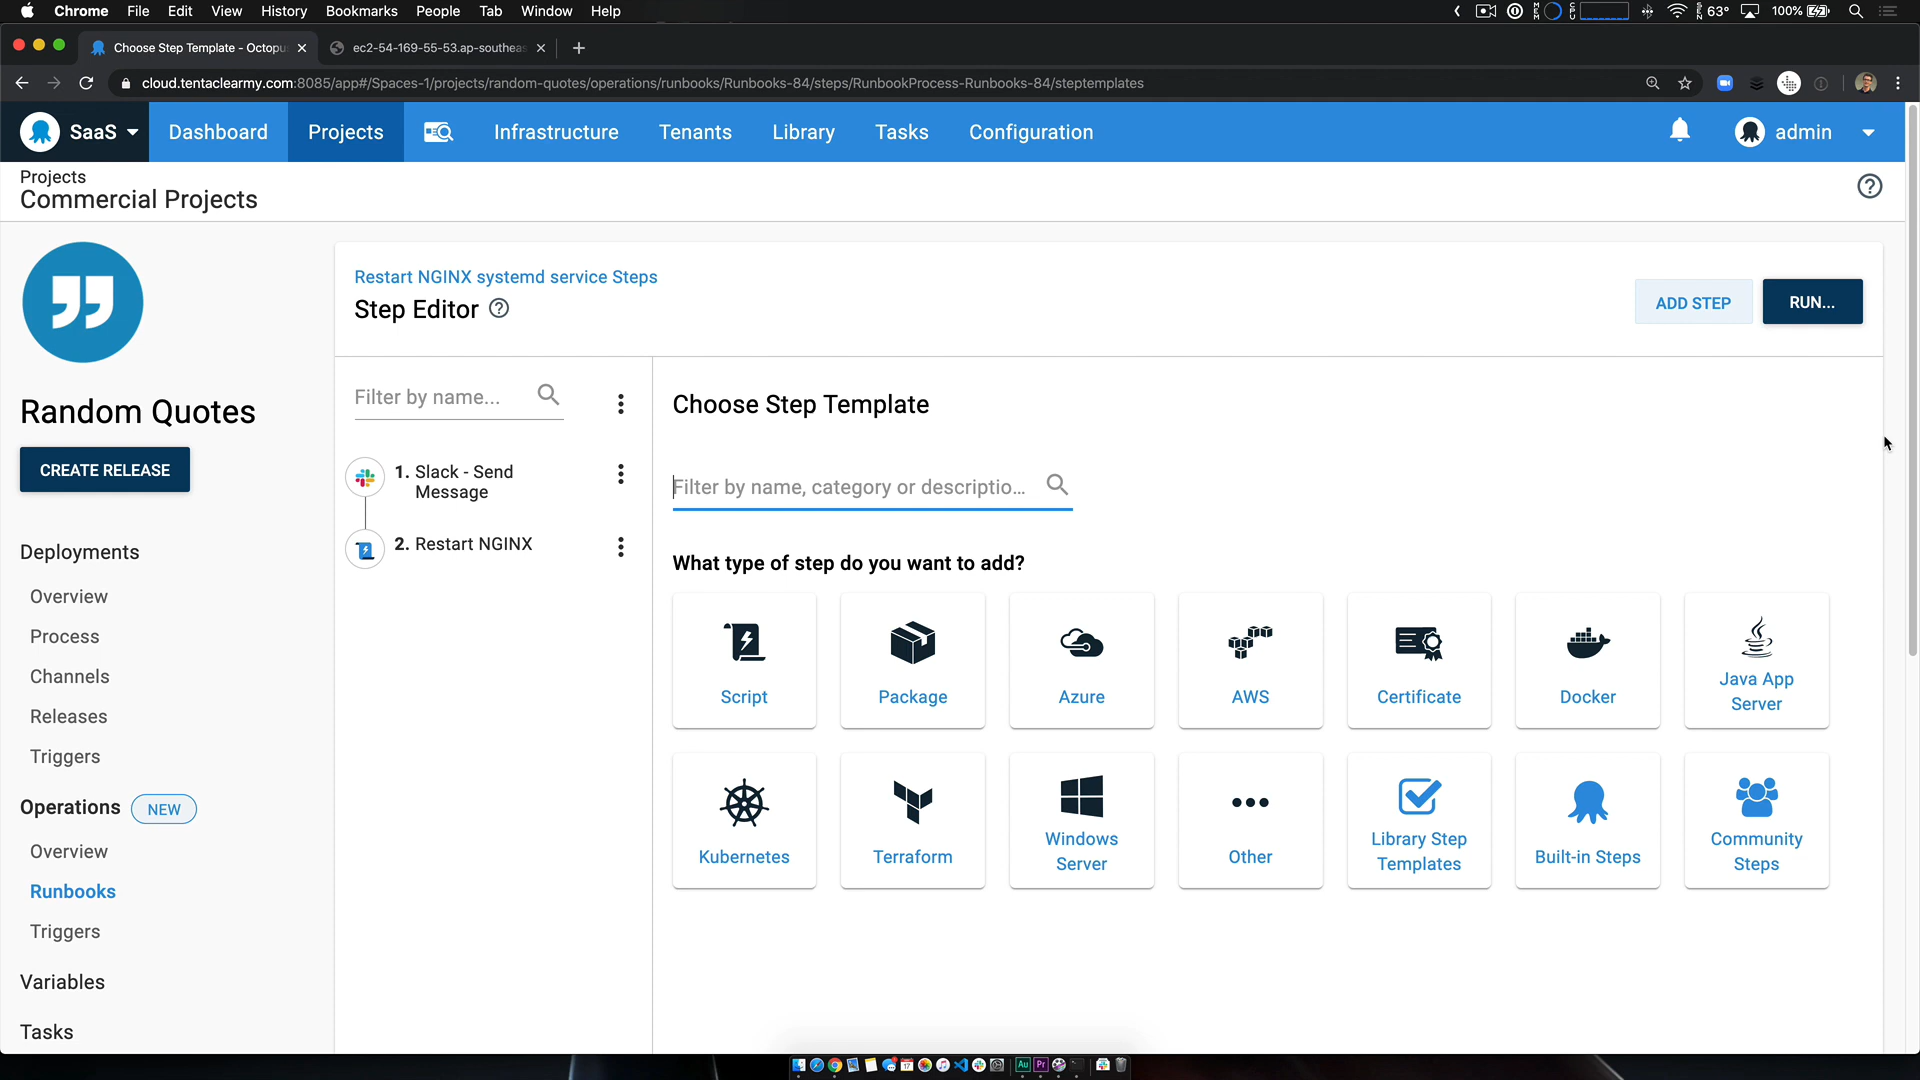 Chrome File Edit View History Bookmarks People Tab Window Help
63° 100%
Choose Step Template - Octopu
ec2-54-169-55-53.ap-southeas
cloud.tentaclearmy.com:8085/app#/Spaces-1/projects/random-quotes/operations/runbooks/Runbooks-84/steps/RunbookProcess-Runbooks-84/steptemplates
SaaS Dashboard Projects Infrastructure Tenants Library Tasks Configuration admin
Projects
Commercial Projects
Random Quotes
CREATE RELEASE
Deployments
Overview
Process
Channels
Releases
Triggers
Operations NEW
Overview
Runbooks
Triggers
Variables
Tasks
Restart NGINX systemd service Steps
Step Editor
ADD STEP
RUN...
Filter by name...
1. Slack - Send
Message
2. Restart NGINX
Choose Step Template
Filter by name, category or descriptio...
What type of step do you want to add?
Script
Package
Azure
AWS
Certificate
Docker
Java App
Server
Kubernetes
Terraform
Windows
Server
Other
Library Step
Templates
Built-in Steps
Community
Steps
Au Pr